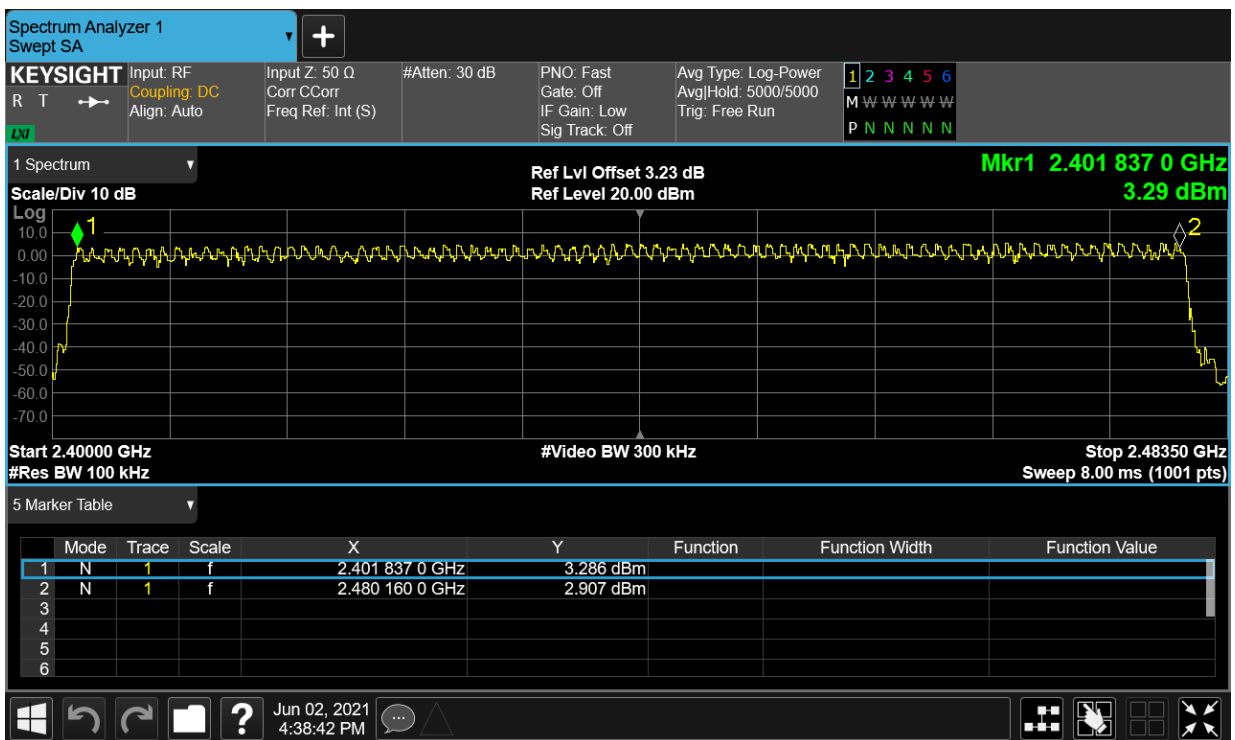 Spectrum Analyzer 1
Swept SA
+
KEYSIGHT Input: RF Input Z: 50 Ω #Atten: 30 dB PNO: Fast Avg Type: Log-Power 1 2 3 4 5 6
R T Coupling: DC Corr CCorr Gate: Off Avg|Hold: 5000/5000 M W W W W W
Align: Auto Freq Ref: Int (S) IF Gain: Low Trig: Free Run
LXI Sig Track: Off P N N N N N
1 Spectrum Ref Lvl Offset 3.23 dB Mkr1 2.401 837 0 GHz
Scale/Div 10 dB Ref Level 20.00 dBm 3.29 dBm
Log
1 2
10.0
0.00
-10.0
-20.0
-30.0
-40.0
-50.0
-60.0
-70.0
Start 2.40000 GHz #Video BW 300 kHz Stop 2.48350 GHz
#Res BW 100 kHz Sweep 8.00 ms (1001 pts)
5 Marker Table
Mode Trace Scale X Y Function Function Width Function Value
1 N 1 f 2.401 837 0 GHz 3.286 dBm
2 N 1 f 2.480 160 0 GHz 2.907 dBm
3
4
5
6
? Jun 02, 2021
4:38:42 PM